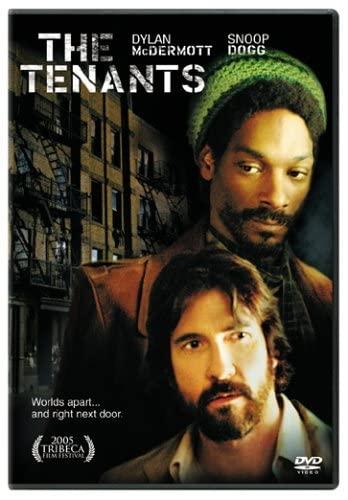 THE
TENANTS
DYLAN
McDERMOTT
SNOOP
DOGG
Worlds apart...
and right next door.
2005
TRIBECA
FILM FESTIVAL
DVD
VIDEO